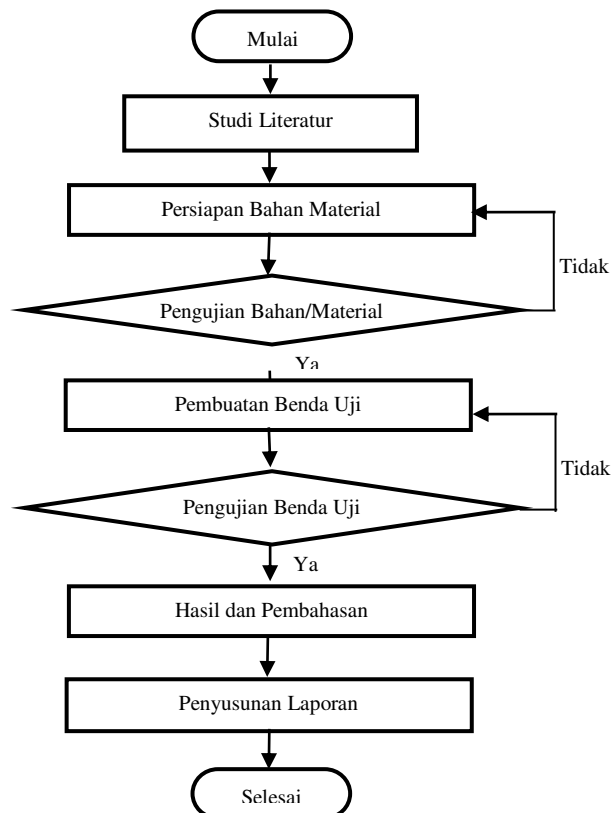 Mulai
Studi Literatur
Persiapan Bahan Material
Tidak
Pengujian Bahan/Material
Ya
Pembuatan Benda Uji
Tidak
Pengujian Benda Uji
Ya
Hasil dan Pembahasan
Penyusunan Laporan
Selesai